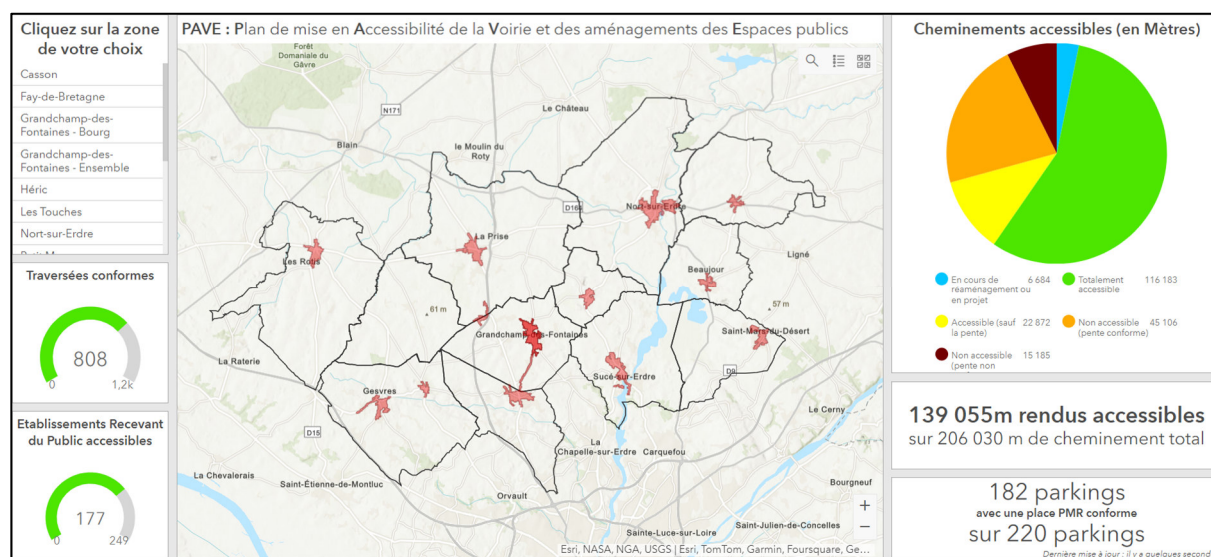 Cliquez sur la zone
de votre choix
Casson
Fay-de-Bretagne
Grandchamp-des-
Fontaines - Bourg
Grandchamp-des-
Fontaines - Ensemble
Héric
Les Touches
Nort-sur-Erdre
Traversées conformes
808
0 1,2k
Etablissements Recevant
du Public accessibles
177
0 249
PAVE : Plan de mise en Accessibilité de la Voirie et des aménagements des Espaces publics
Forêt
Domaniale du
Gâvre
N171
Le Château
Blain
le Moulin du
Roty
D164
Nort-sur-Erdre
La Prise
Les Rotis
Ligné
Beaujour
61 m
57 m
Grandchamp-des-Fontaines
Saint-Mars-du-Désert
La Raterie
D9
Sucé-sur-Erdre
Gesvres
Le Cerny
D15
La
Chapelle-sur-Erdre
Carquefou
La Chevalerais
Saint-Étienne-de-Montluc
Orvault
Bourgneuf
Saint-Julien-de-Concelles
Sainte-Luce-sur-Loire
+
−
Esri, NASA, NGA, USGS | Esri, TomTom, Garmin, Foursquare, Ge...
Cheminements accessibles (en Mètres)
En cours de
réaménagement ou
en projet
6 684
Totalement
accessible
116 183
Accessible (sauf
la pente)
22 872
Non accessible
(pente conforme)
45 106
Non accessible
(pente non
15 185
139 055m rendus accessibles
sur 206 030 m de cheminement total
182 parkings
avec une place PMR conforme
sur 220 parkings
Dernière mise à jour : il y a quelques second